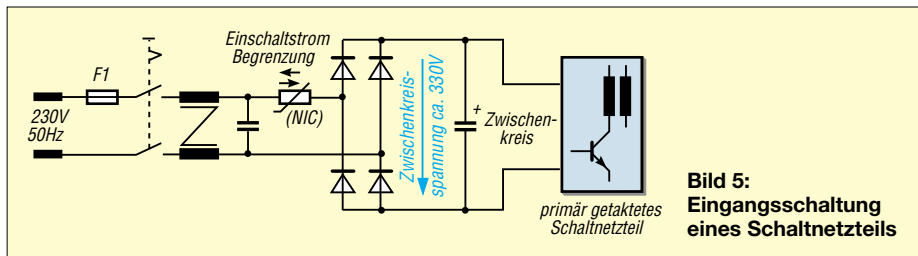 Einschaltstrom
Begrenzung
F1
(NIC)
230V
50Hz
Zwischenkreis-
spannung ca. 330V
+
Zwischen-
kreis
primär getaktetes
Schaltnetzteil
Bild 5:
Eingangsschaltung
eines Schaltnetzteils